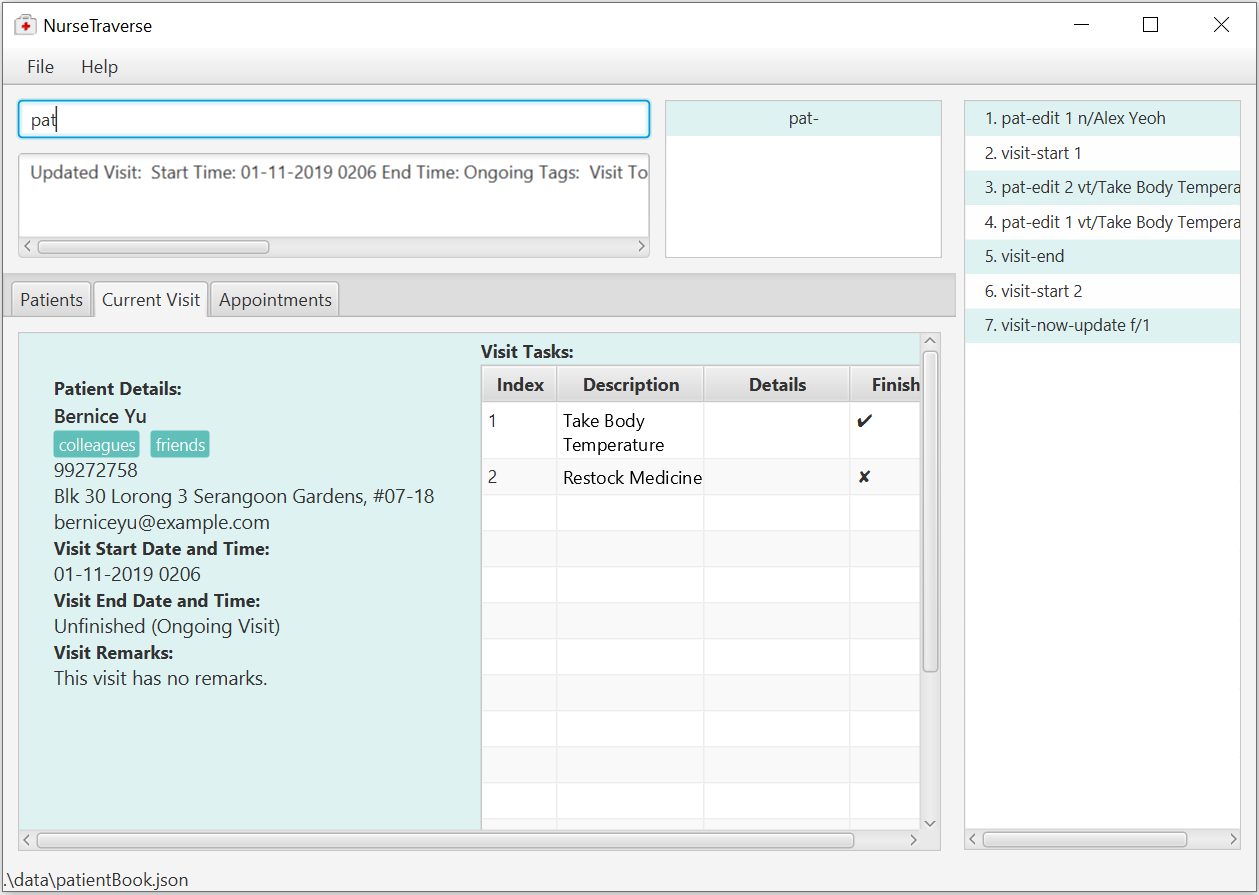 NurseTraverse
File Help
pat
pat-
Updated Visit:  Start Time: 01-11-2019 0206 End Time: Ongoing Tags:  Visit To
1. pat-edit 1 n/Alex Yeoh
2. visit-start 1
3. pat-edit 2 vt/Take Body Tempera
4. pat-edit 1 vt/Take Body Tempera
5. visit-end
6. visit-start 2
7. visit-now-update f/1
Patients Current Visit Appointments
Patient Details:
Bernice Yu
colleagues friends
99272758
Blk 30 Lorong 3 Serangoon Gardens, #07-18
berniceyu@example.com
Visit Start Date and Time:
01-11-2019 0206
Visit End Date and Time:
Unfinished (Ongoing Visit)
Visit Remarks:
This visit has no remarks.
Visit Tasks:
Index Description Details Finish
1 Take Body ✔
Temperature
2 Restock Medicine ✘
.\data\patientBook.json